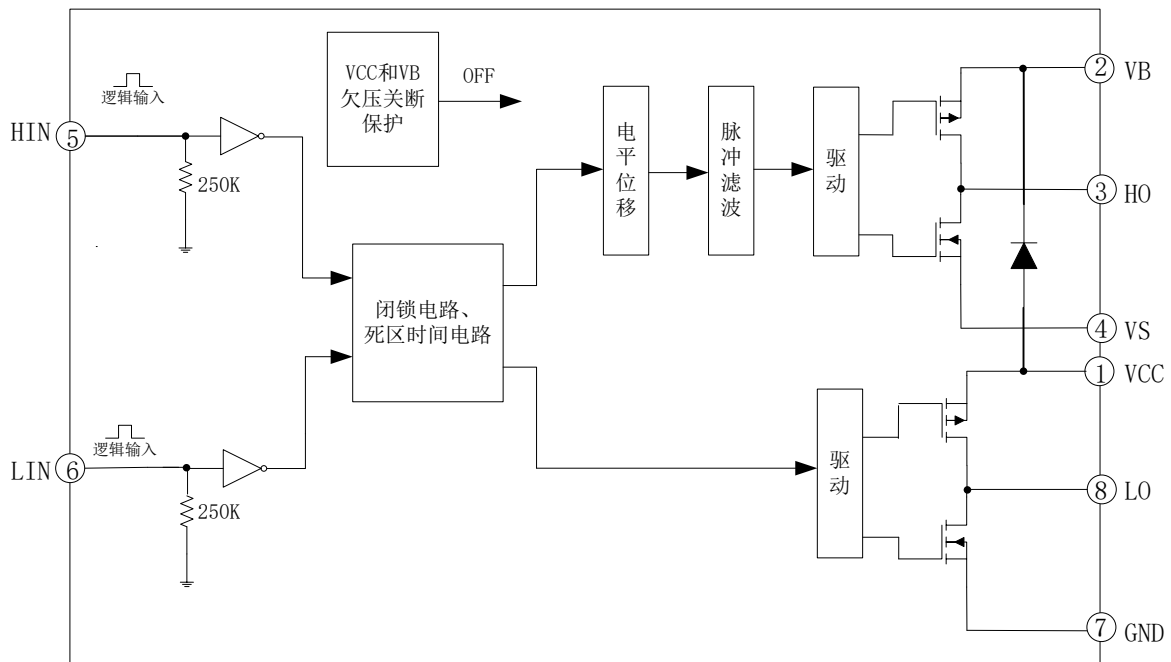 VCC和VB
欠压关断
保护
OFF
逻辑输入
HIN
5
250K
电平位移
脉冲滤波
驱动
2
VB
3
HO
4
VS
1
VCC
闭锁电路、
死区时间电路
逻辑输入
LIN
6
250K
驱动
8
LO
7
GND